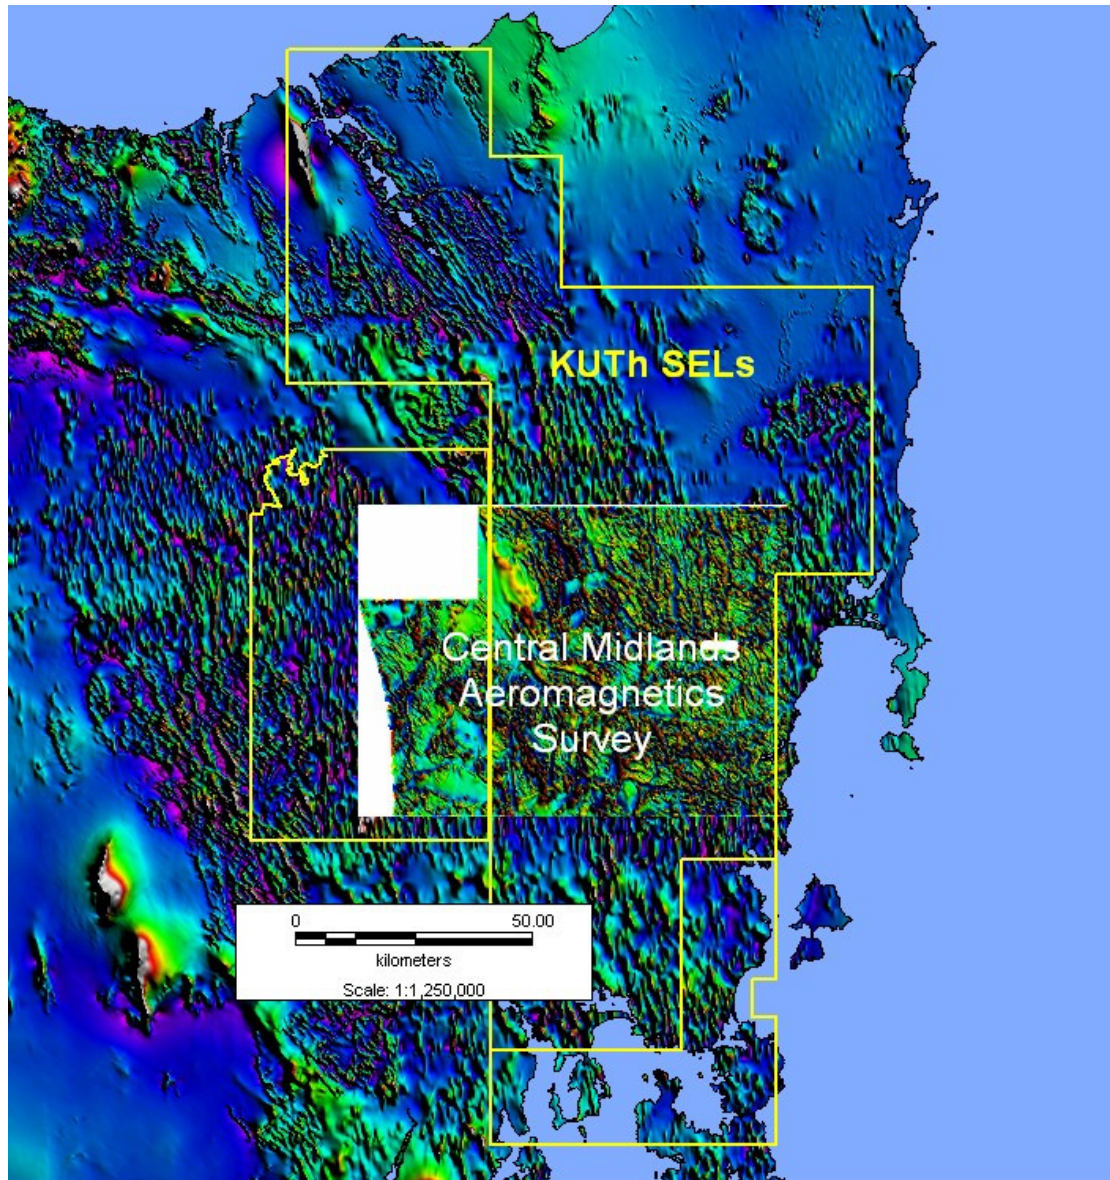 KUTh SELs
Central Midlands
Aeromagnetics
Survey
0 50.00
kilometers
Scale: 1:1,250,000